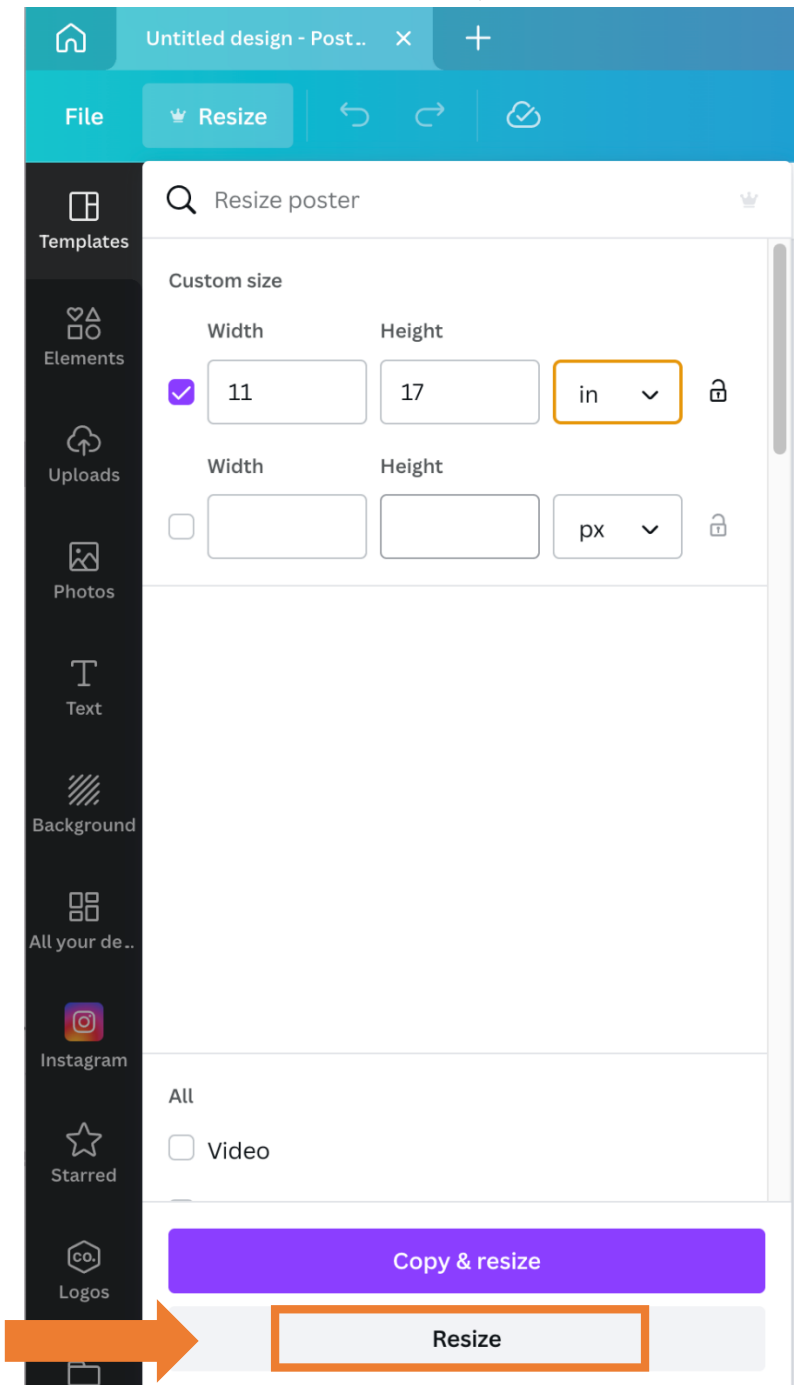 Untitled design - Post..
File
Resize
Templates
Elements
Uploads
Photos
Text
Background
All your de..
Instagram
Starred
CO.
Logos
Resize poster
Custom size
Width Height
11 17 in
Width Height
px
All
Video
Copy & resize
Resize